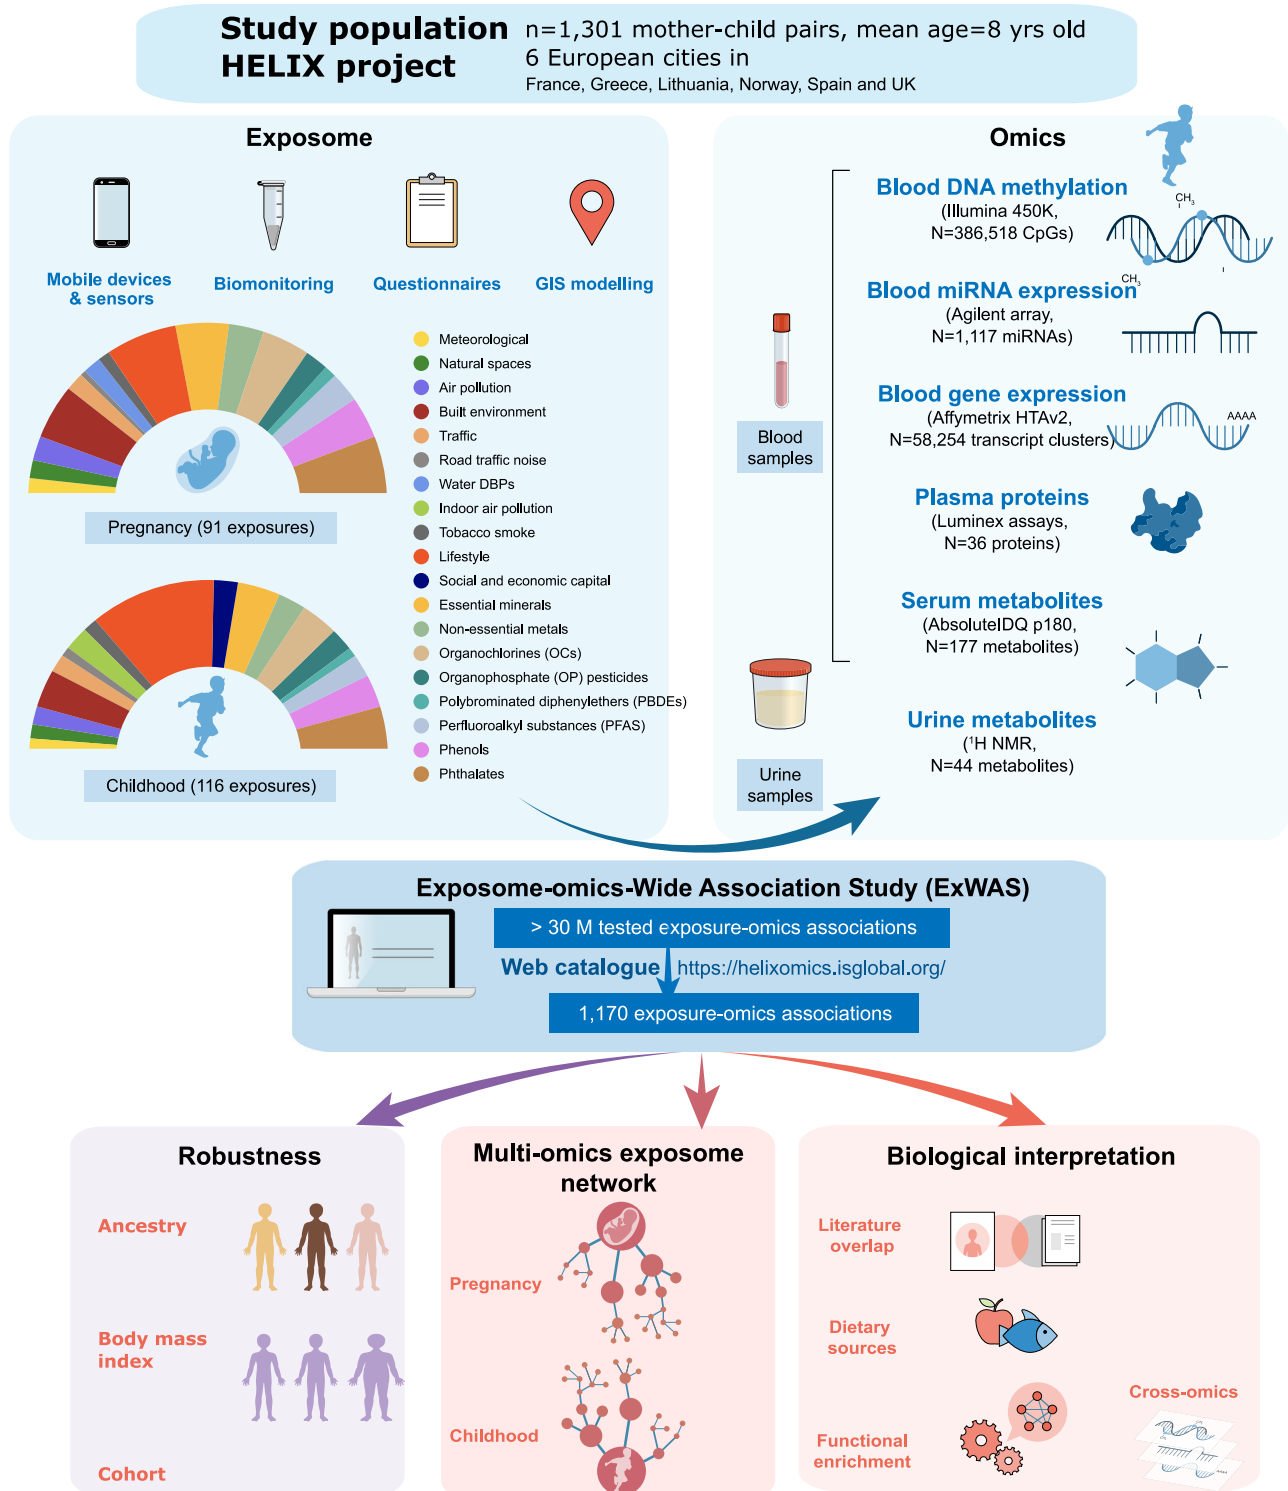 Study population
HELIX project
n=1,301 mother-child pairs, mean age=8 yrs old
6 European cities in
France, Greece, Lithuania, Norway, Spain and UK
Exposome
Mobile devices
& sensors
Biomonitoring
Questionnaires
GIS modelling
Meteorological
Natural spaces
Air pollution
Built environment
Traffic
Road traffic noise
Water DBPs
Indoor air pollution
Tobacco smoke
Lifestyle
Social and economic capital
Essential minerals
Non-essential metals
Organochlorines (OCs)
Organophosphate (OP) pesticides
Polybrominated diphenylethers (PBDEs)
Perfluoroalkyl substances (PFAS)
Phenols
Phthalates
Pregnancy (91 exposures)
Childhood (116 exposures)
Omics
Blood DNA methylation
(Illumina 450K,
N=386,518 CpGs)
CH3
CH3
Blood miRNA expression
(Agilent array,
N=1,117 miRNAs)
Blood gene expression
(Affymetrix HTAv2,
N=58,254 transcript clusters)
AAAA
Blood
samples
Plasma proteins
(Luminex assays,
N=36 proteins)
Serum metabolites
(AbsoluteIDQ p180,
N=177 metabolites)
Urine metabolites
(¹H NMR,
N=44 metabolites)
Urine
samples
Exposome-omics-Wide Association Study (ExWAS)
> 30 M tested exposure-omics associations
Web catalogue https://helixomics.isglobal.org/
1,170 exposure-omics associations
Robustness
Ancestry
Body mass
index
Cohort
Multi-omics exposome
network
Pregnancy
Childhood
Biological interpretation
Literature
overlap
Dietary
sources
Functional
enrichment
Cross-omics